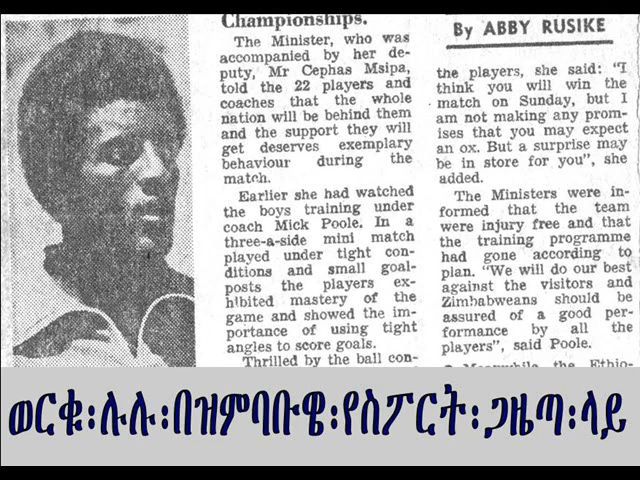 Championships.
The Minister, who was
accompanied by her de-
puty, Mr Cephas Msipa,
told the 22 players and
coaches that the whole
nation will be behind them
and the support they will
get deserves exemplary
behaviour during the
match.
Earlier she had watched
the boys training under
coach Mick Poole. In a
three-a-side mini match
played under tight con-
ditions and small goal-
posts the players ex-
hibited mastery of the
game and showed the im-
portance of using tight
angles to score goals.
Thrilled by the ball con-
By ABBY RUSIKE
the players, she said: “I
think you will win the
match on Sunday, but I
am not making any prom-
ises that you may expect
an ox. But a surprise may
be in store for you”, she
added.
The Ministers were in-
formed that the team
were injury free and that
the training programme
had gone according to
plan. “We will do our best
against the visitors and
Zimbabweans should be
assured of a good per-
formance by all the
players”, said Poole.
Meanwhile the Ethio-
ወርቁ፡ሉሉ፡በዝምባቡዌ፡የስፖርት፡ጋዜጣ፡ላይ